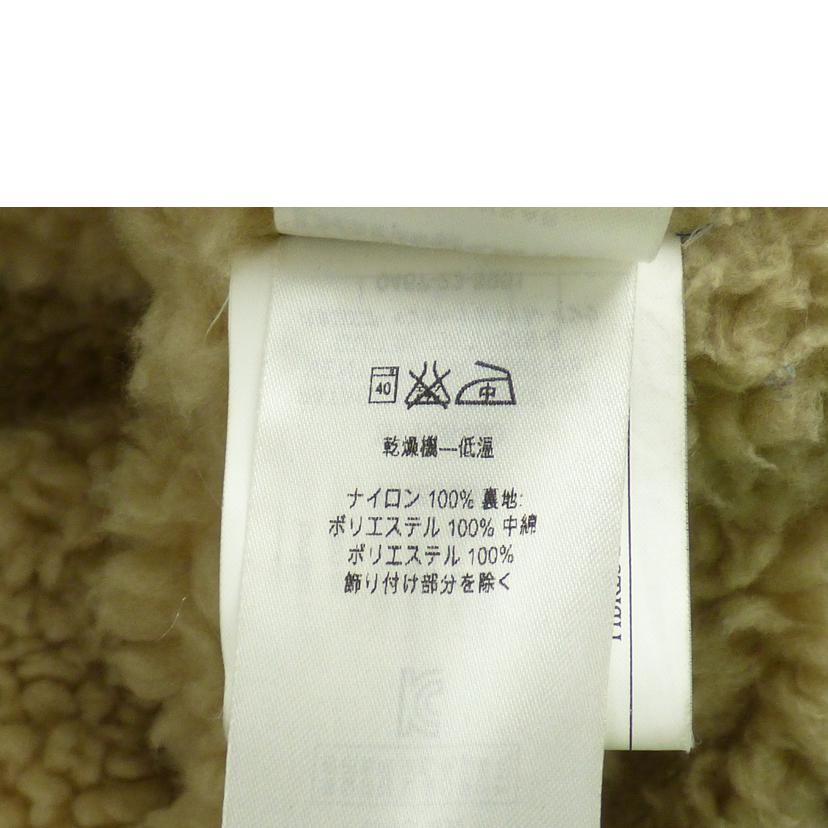 40 中
乾燥機—低温
ナイロン 100% 裏地:
ポリエステル 100% 中綿
ポリエステル 100%
飾り付け部分を除く